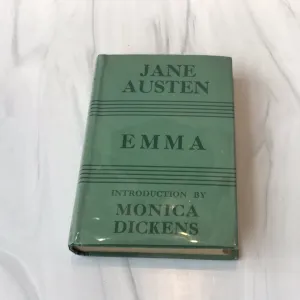 JANE
AUSTEN
EMMA
INTRODUCTION BY
MONICA
DICKENS